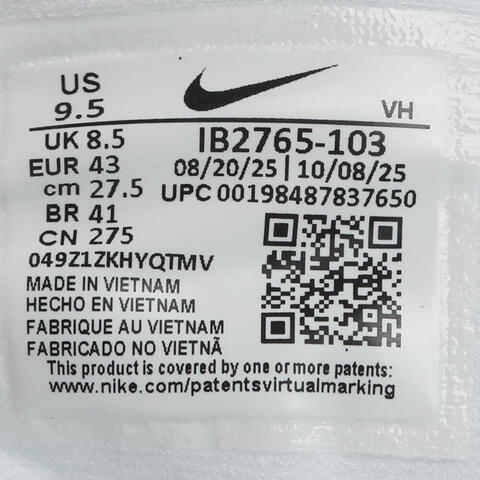 US
9.5
VH
UK 8.5
IB2765-103
EUR 43
08/20/25 | 10/08/25
cm 27.5
UPC 00198487837650
BR 41
CN 275
049Z1ZKHYQTMV
MADE IN VIETNAM
HECHO EN VIETNAM
FABRIQUE AU VIETNAM
FABRICADO NO VIETNÃ
This product is covered by one or more patents:
www.nike.com/patentsvirtualmarking